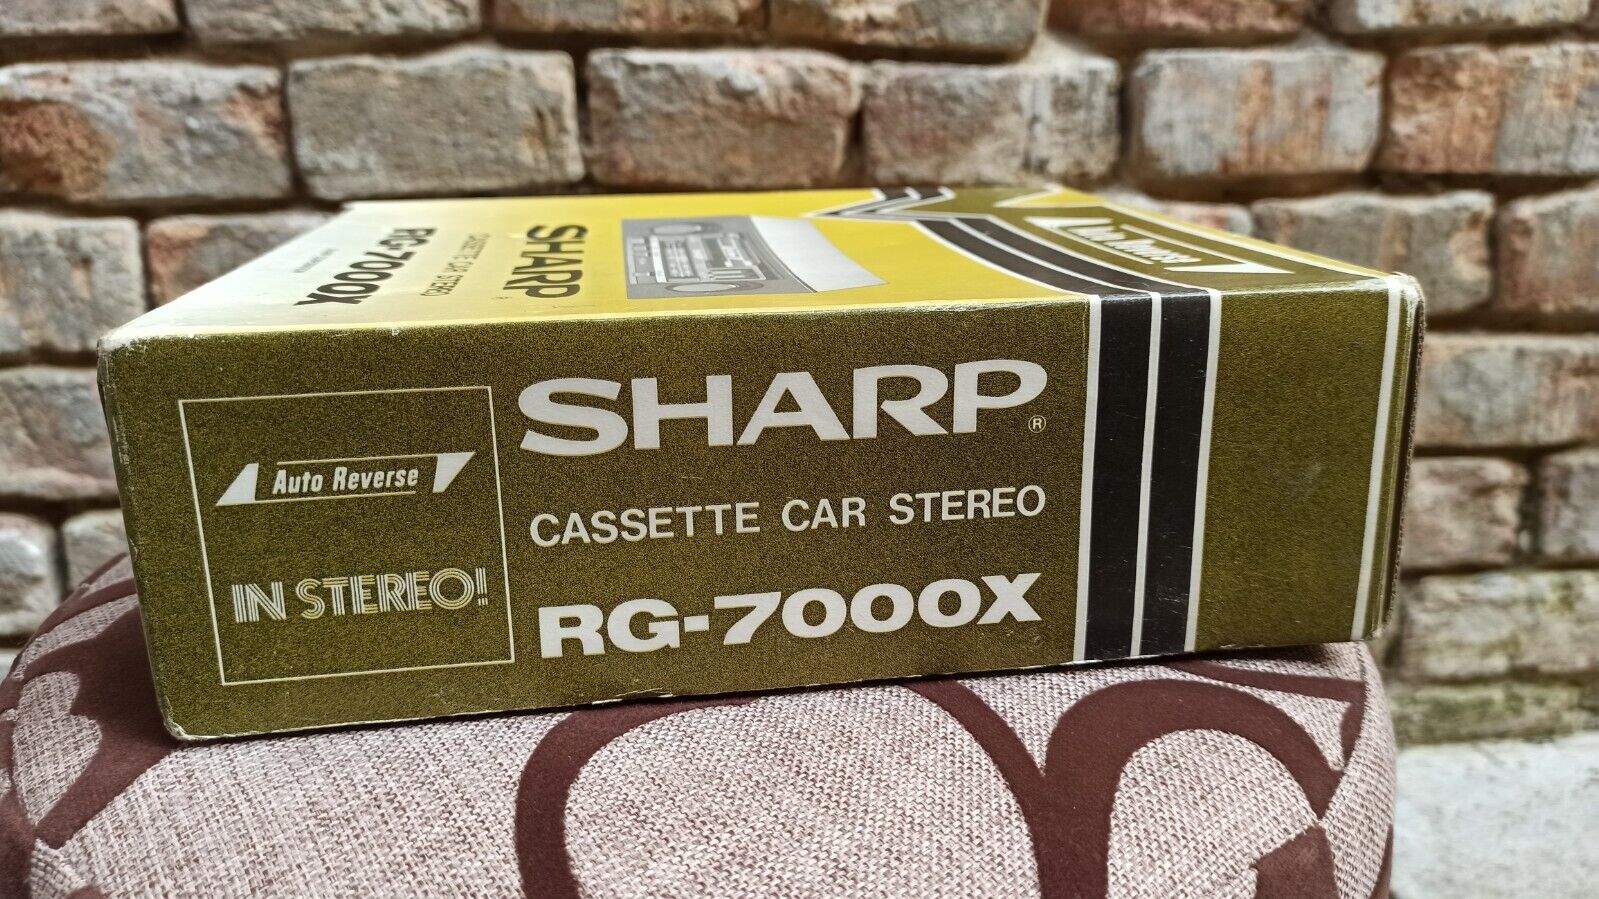 SHARP
CASSETTE CAR STEREO
RG-7000X
Auto Reverse
Auto Reverse
IN STEREO!
SHARP®
CASSETTE CAR STEREO
RG-7000X